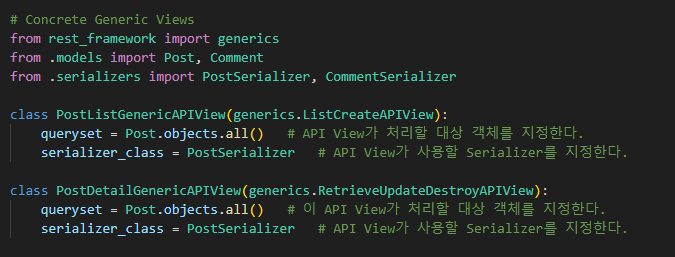 # Concrete Generic Views
from rest_framework import generics
from .models import Post, Comment
from .serializers import PostSerializer, CommentSerializer
class PostListGenericAPIView(generics.ListCreateAPIView):
queryset = Post.objects.all()   # API View가 처리할 대상 객체를 지정한다.
serializer_class = PostSerializer   # API View가 사용할 Serializer를 지정한다.
class PostDetailGenericAPIView(generics.RetrieveUpdateDestroyAPIView):
queryset = Post.objects.all()   # 이 API View가 처리할 대상 객체를 지정한다.
serializer_class = PostSerializer   # API View가 사용할 Serializer를 지정한다.